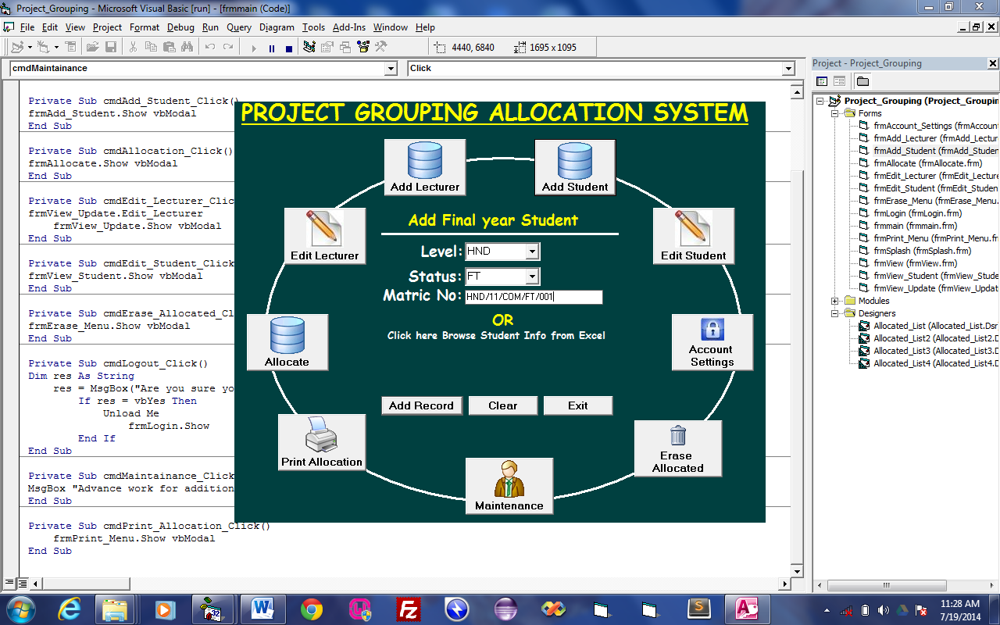 Project_Grouping - Microsoft Visual Basic [run] - [frmmain (Code)]
File Edit View Project Format Debug Run Query Diagram Tools Add-Ins Window Help
4440, 6840 1695 x 1095
cmdMaintainance Click
Private Sub cmdAdd_Student_Click()
frmAdd_Student.Show vbModal
End Sub
Private Sub cmdAllocation_Click()
frmAllocate.Show vbModal
End Sub
Private Sub cmdEdit_Lecturer_Clic
frmView_Update.Edit_Lecturer
frmView_Update.Show vbModal
End Sub
Private Sub cmdEdit_Student_Click
frmView_Student.Show vbModal
End Sub
Private Sub cmdErase_Allocated_Cl
frmErase_Menu.Show vbModal
End Sub
Private Sub cmdLogout_Click()
Dim res As String
res = MsgBox("Are you sure yo
If res = vbYes Then
Unload Me
frmLogin.Show
End If
End Sub
Private Sub cmdMaintainance_Click
MsgBox "Advance work for addition
End Sub
Private Sub cmdPrint_Allocation_Click()
frmPrint_Menu.Show vbModal
End Sub
PROJECT GROUPING ALLOCATION SYSTEM
Add Lecturer
Add Student
Edit Lecturer
Edit Student
Add Final year Student
Level: HND
Status: FT
Matric No: HND/11/COM/FT/001
OR
Click here Browse Student Info from Excel
Allocate
Account
Settings
Add Record Clear Exit
Print Allocation
Erase
Allocated
Maintenance
Project - Project_Grouping
Project_Grouping (Project_Groupin
Forms
frmAccount_Settings (frmAccoun
frmAdd_Lecturer (frmAdd_Lectur
frmAdd_Student (frmAdd_Studen
frmAllocate (frmAllocate.frm)
frmEdit_Lecturer (frmEdit_Lecture
frmEdit_Student (frmEdit_Studen
frmErase_Menu (frmErase_Menu.
frmLogin (frmLogin.frm)
frmmain (frmmain.frm)
frmPrint_Menu (frmPrint_Menu.fr
frmSplash (frmSplash.frm)
frmView (frmView.frm)
frmView_Student (frmView_Stude
frmView_Update (frmView_Updat
Modules
Designers
Allocated_List (Allocated_List.Dsr
Allocated_List2 (Allocated_List2.D
Allocated_List3 (Allocated_List3.D
Allocated_List4 (Allocated_List4.D
11:28 AM
7/19/2014